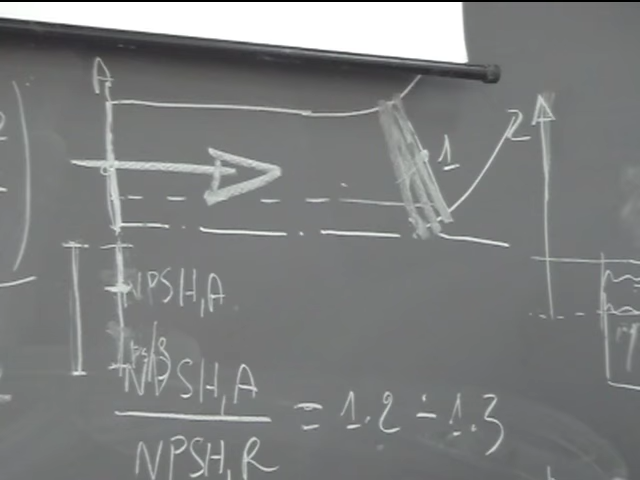 A
1
2
NPSH,A
NPSH,A
NPSH,R
= 1.2 ÷ 1.3